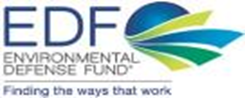 EDF
ENVIRONMENTAL
DEFENSE FUND®
Finding the ways that work